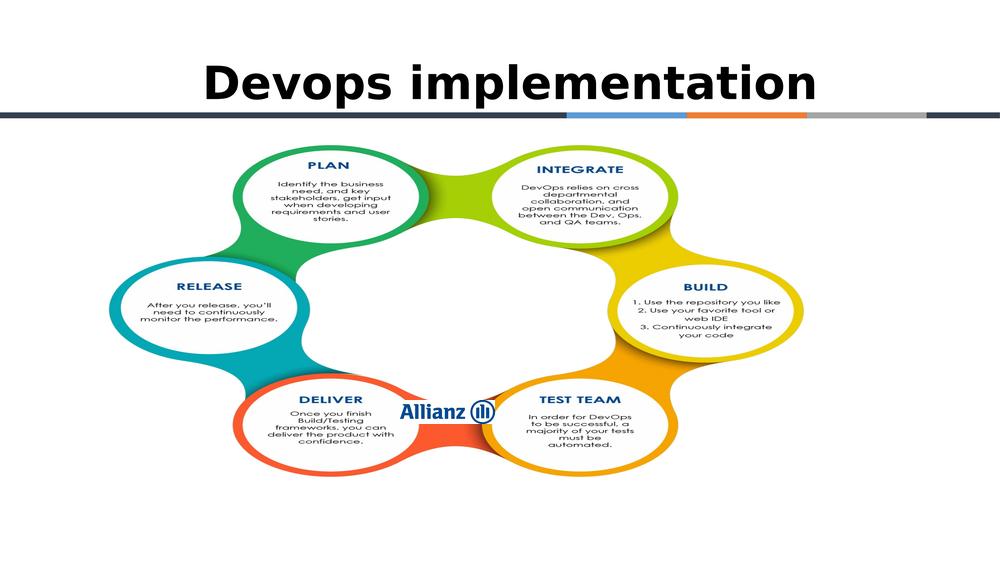 Devops implementation
PLAN
Identify the business
need, and key
stakeholders, get input
when developing
requirements and user
stories.
INTEGRATE
DevOps relies on cross
departmental
collaboration, and
open communication
between the Dev, Ops,
and QA teams.
RELEASE
After you release, you'll
need to continuously
monitor the performance.
BUILD
1. Use the repository you like
2. Use your favorite tool or
web IDE
3. Continuously integrate
your code
DELIVER
Once you finish
Build/Testing
frameworks, you can
deliver the product with
confidence.
Allianz
TEST TEAM
In order for DevOps
to be successful, a
majority of your tests
must be
automated.